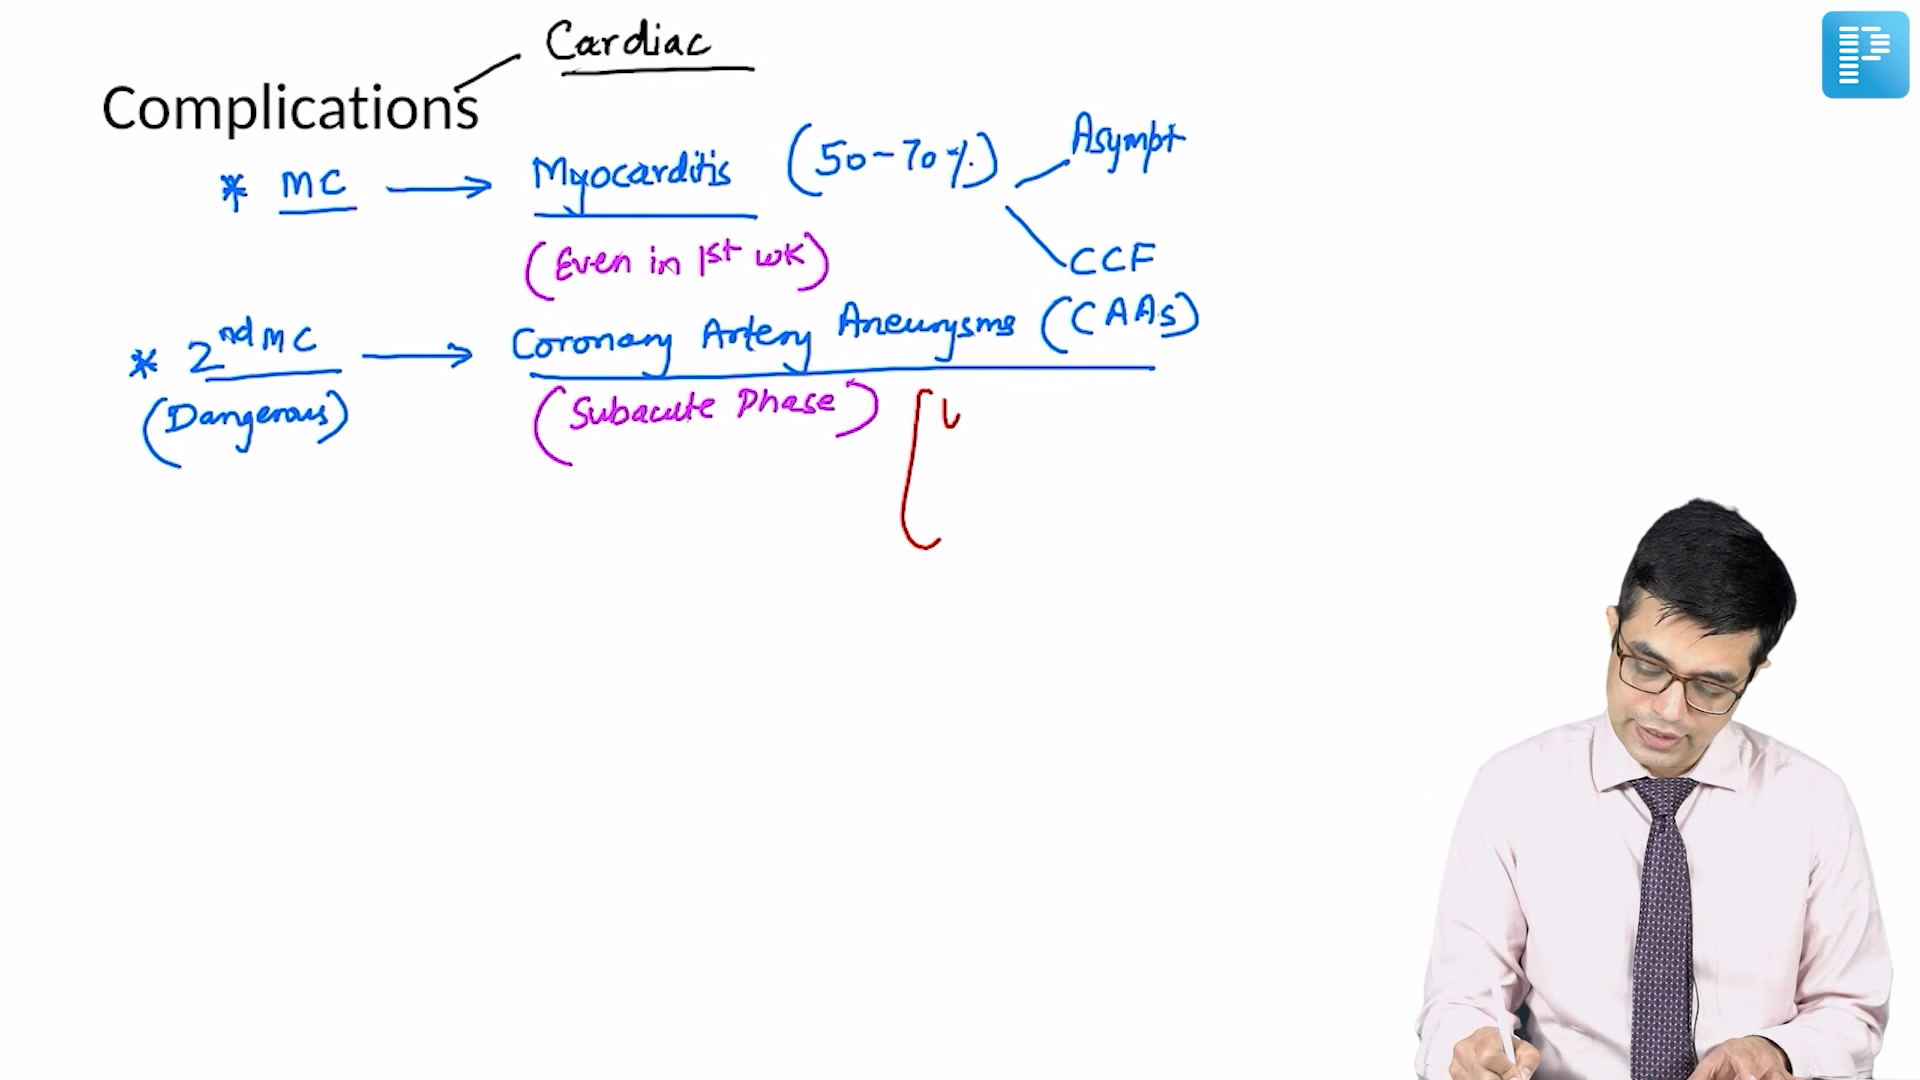 Cardiac
Complications
* MC → Myocarditis (50-70%) Asympt
(Even in 1st wk) CCF
* 2nd MC → Coronary Artery Aneurysms (CAAs)
(Dangerous) (Subacute Phase)